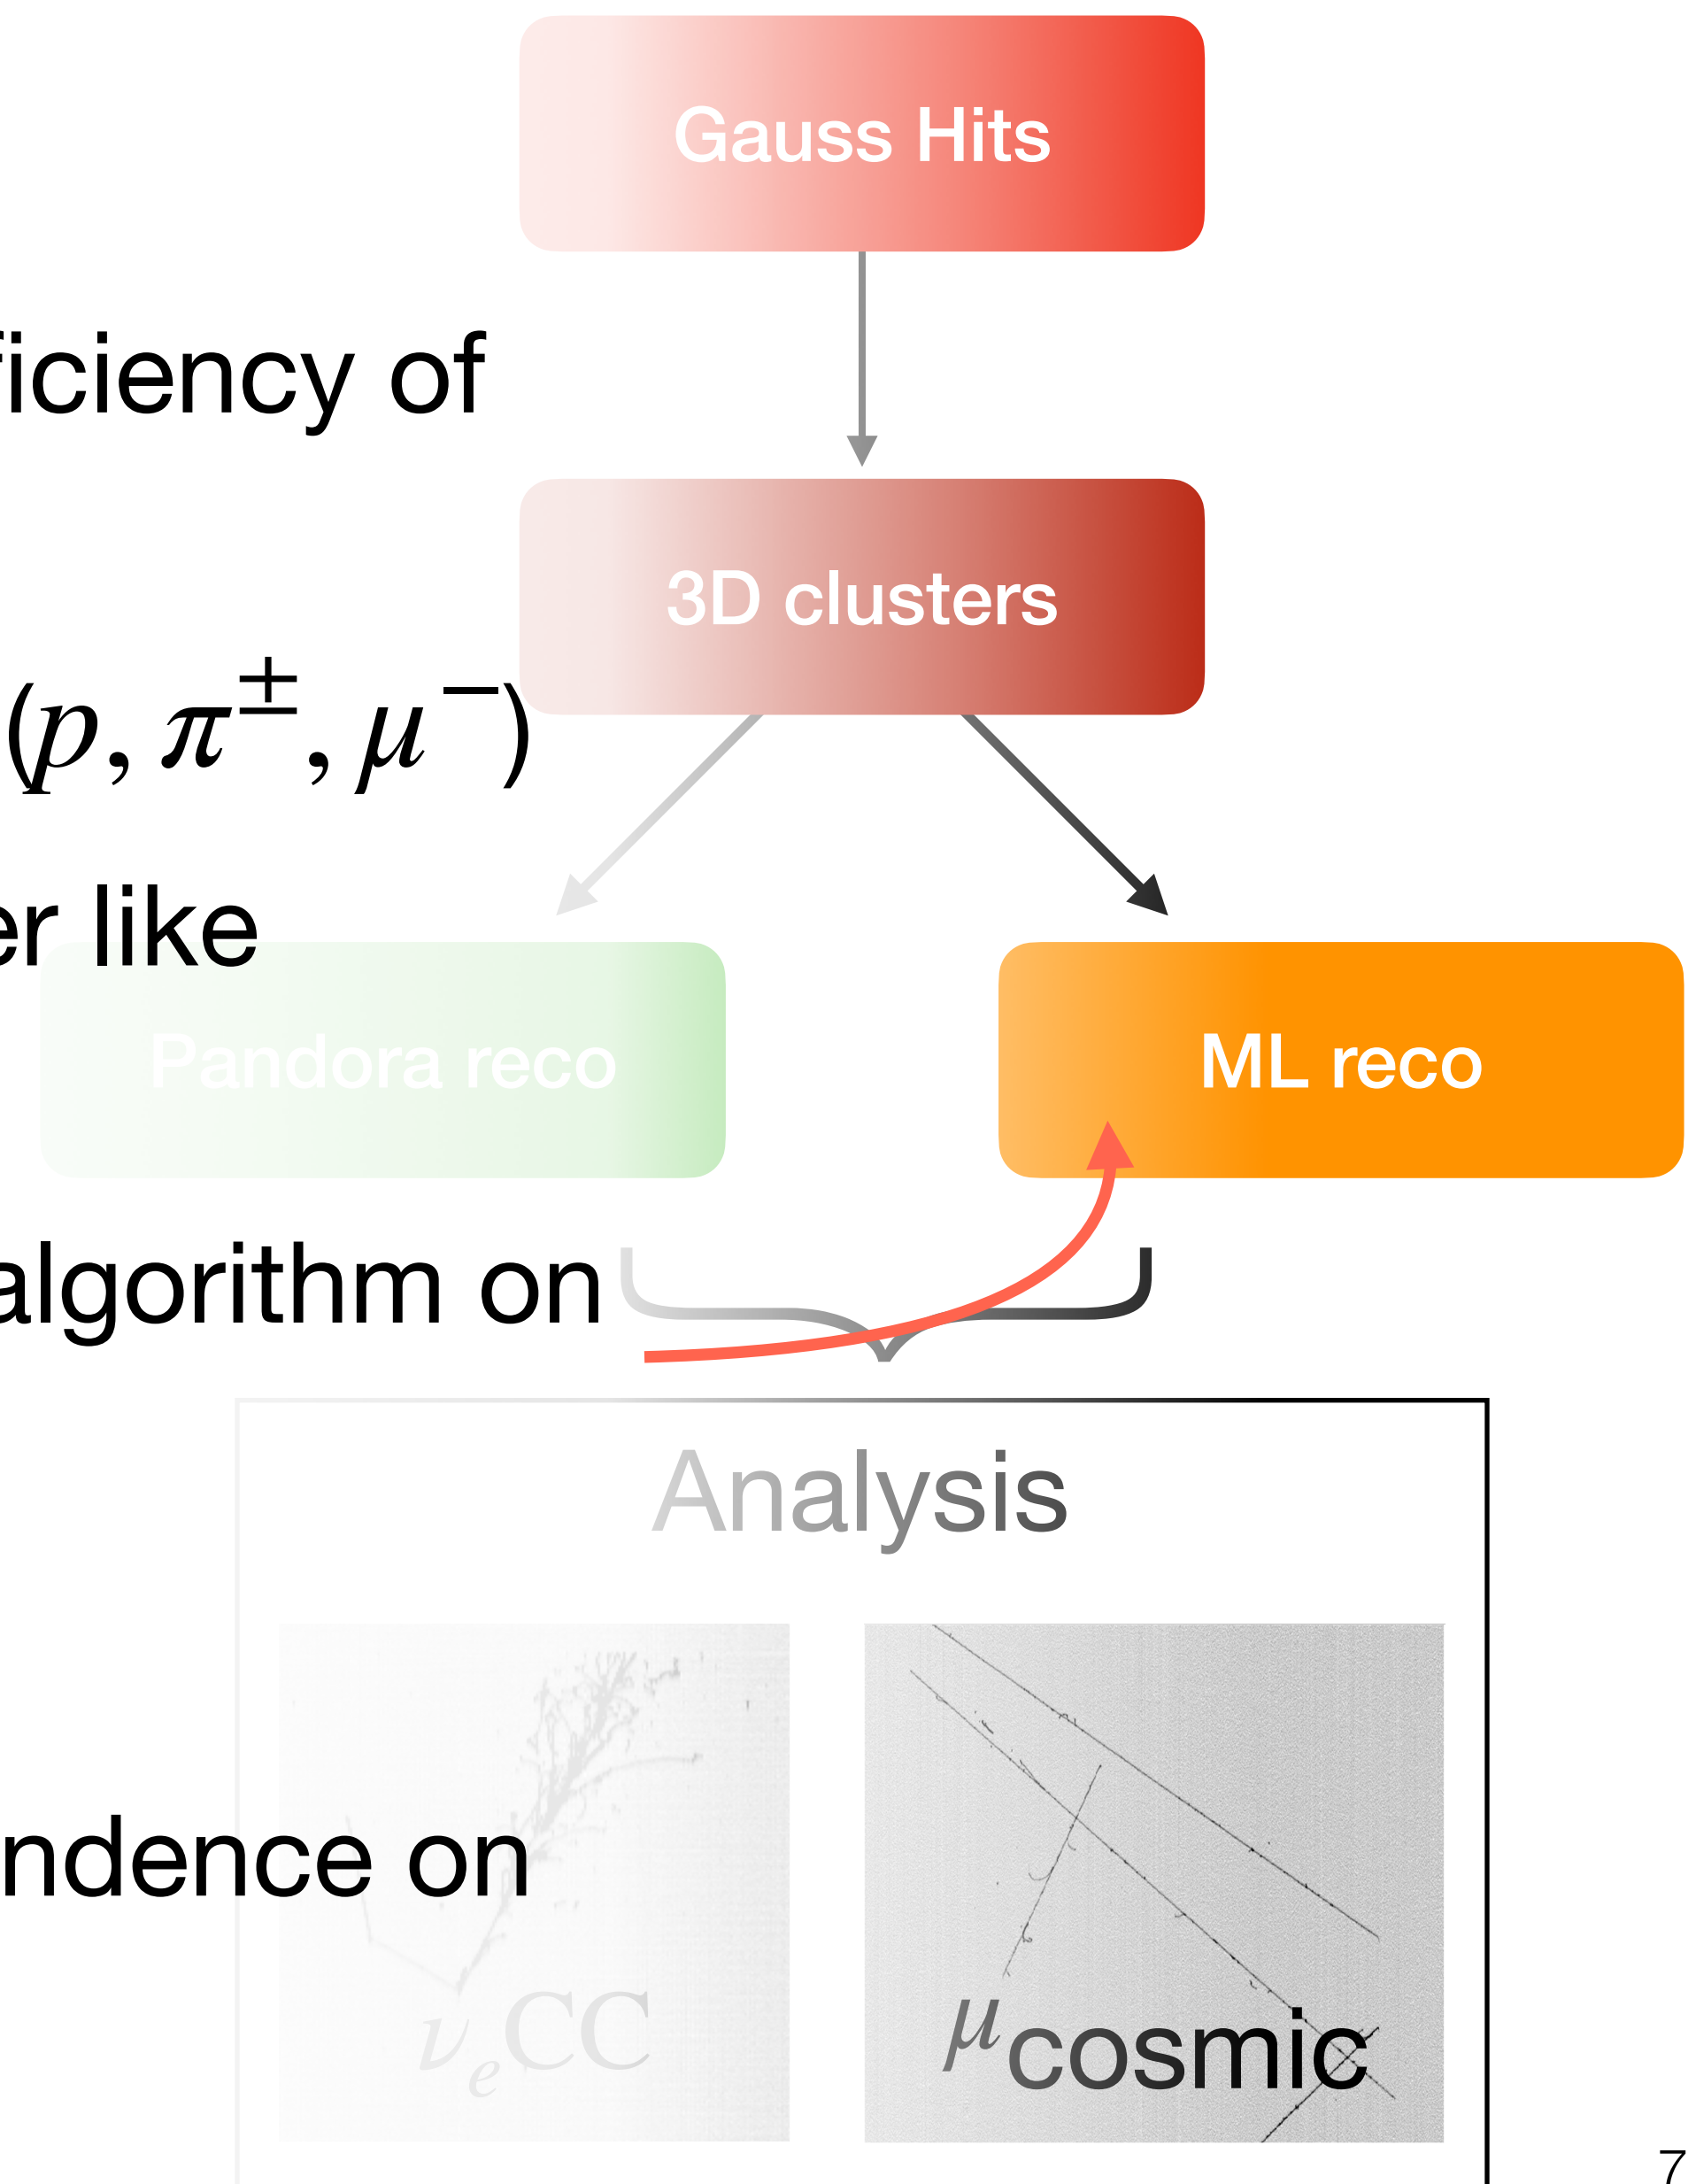 Gauss Hits
ficiency of
3D clusters
(p, π±, μ−)
er like
Pandora reco
ML reco
algorithm on
Analysis
ndence on
νeCC
μcosmic
7